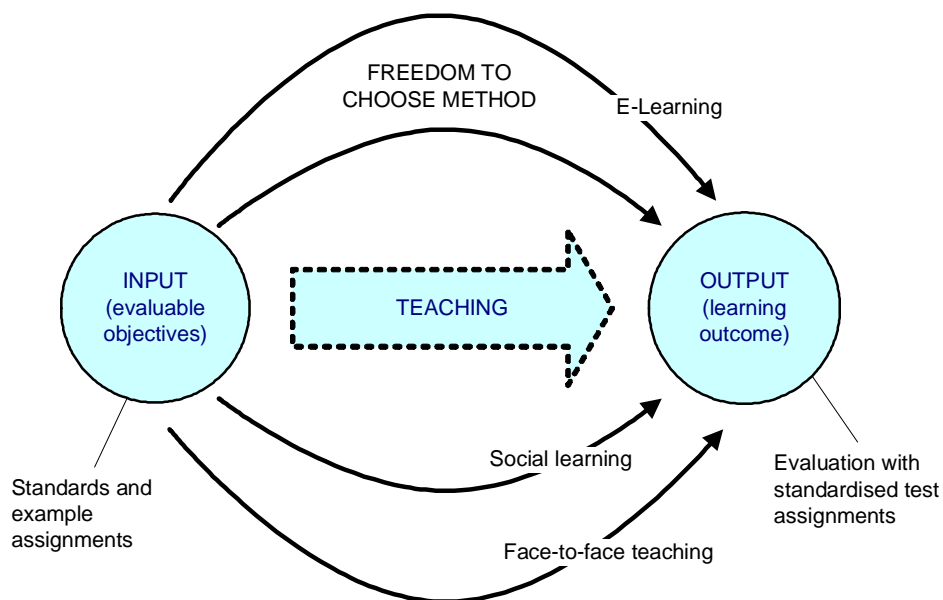 FREEDOM TO
CHOOSE METHOD
E-Learning
INPUT
(evaluable
objectives)
TEACHING
OUTPUT
(learning
outcome)
Social learning
Standards and
example
assignments
Evaluation with
standardised test
assignments
Face-to-face teaching